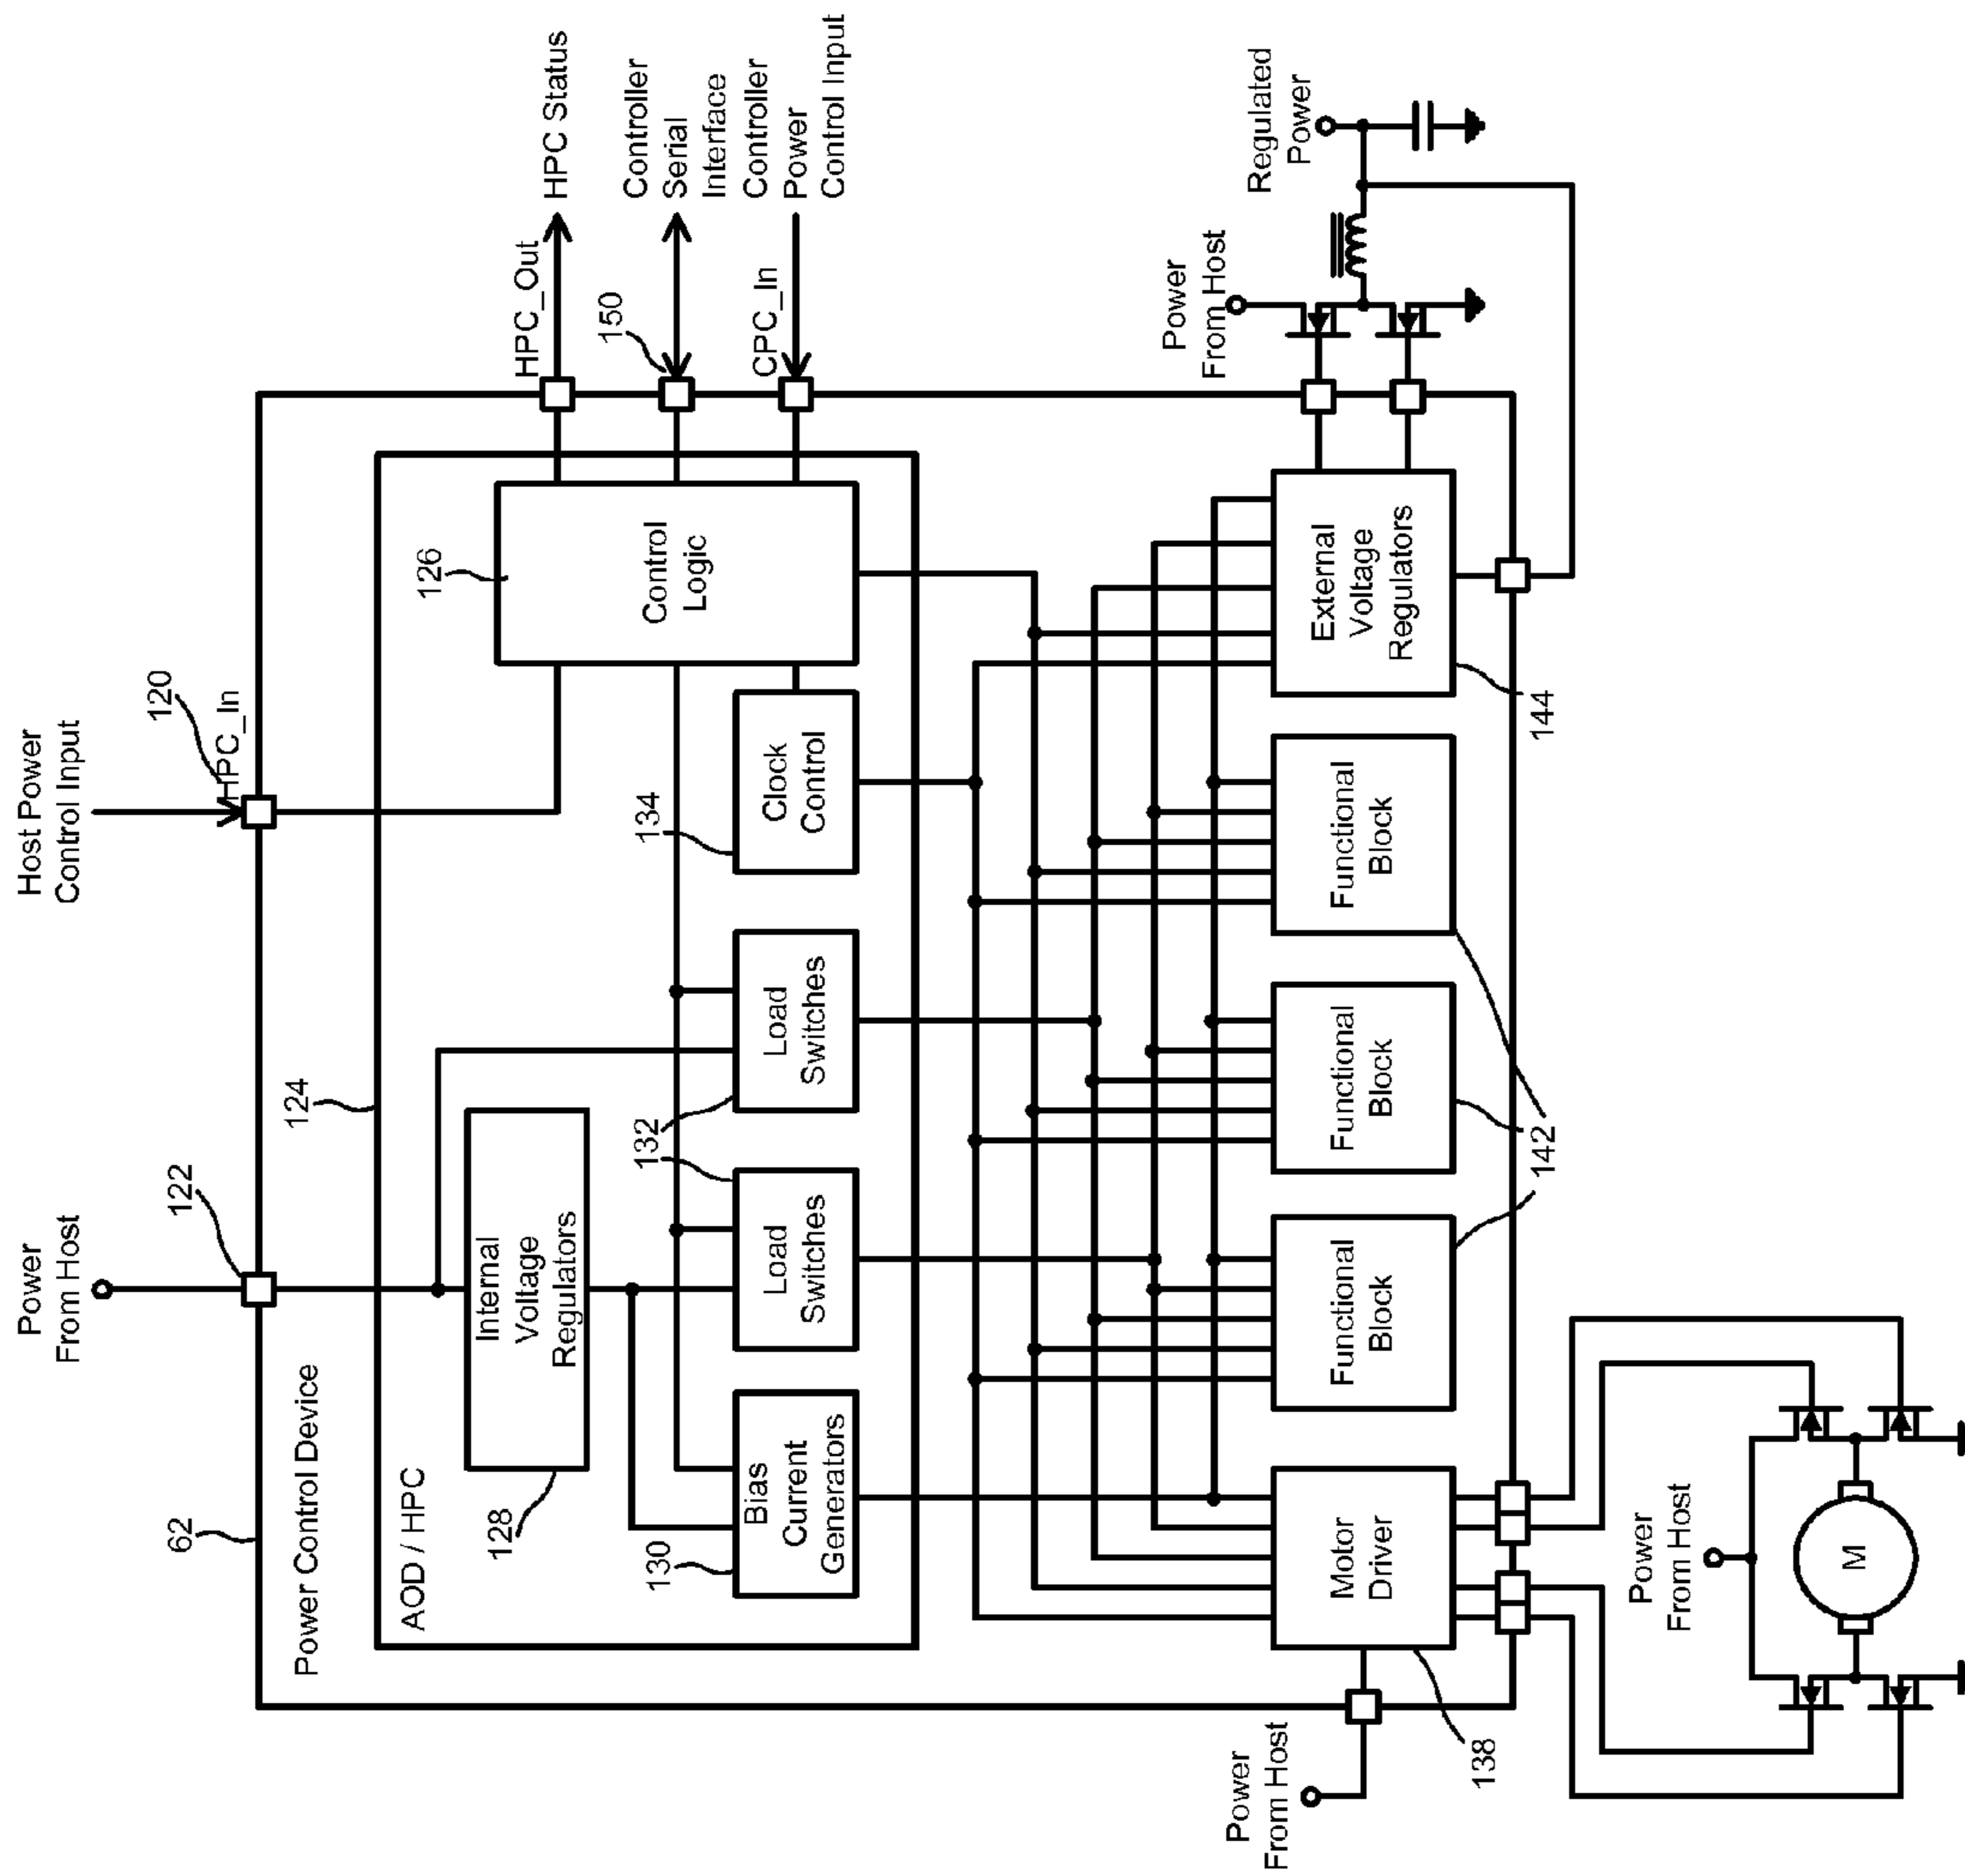 Host Power
Control Input
120
HPC_In
Power
From Host
122
62
Power Control Device
124
AOD / HPC
HPC_Out
HPC Status
150
Controller
Serial
Interface
CPC_In
Controller
Power
Control Input
126
Control
Logic
Internal
Voltage
Regulators
128
130
Bias
Current
Generators
Load
Switches
132
Load
Switches
134
Clock
Control
Motor
Driver
138
Functional
Block
Functional
Block
Functional
Block
142
External
Voltage
Regulators
144
Power
From Host
Regulated
Power
Power
From Host
Power
From Host
M